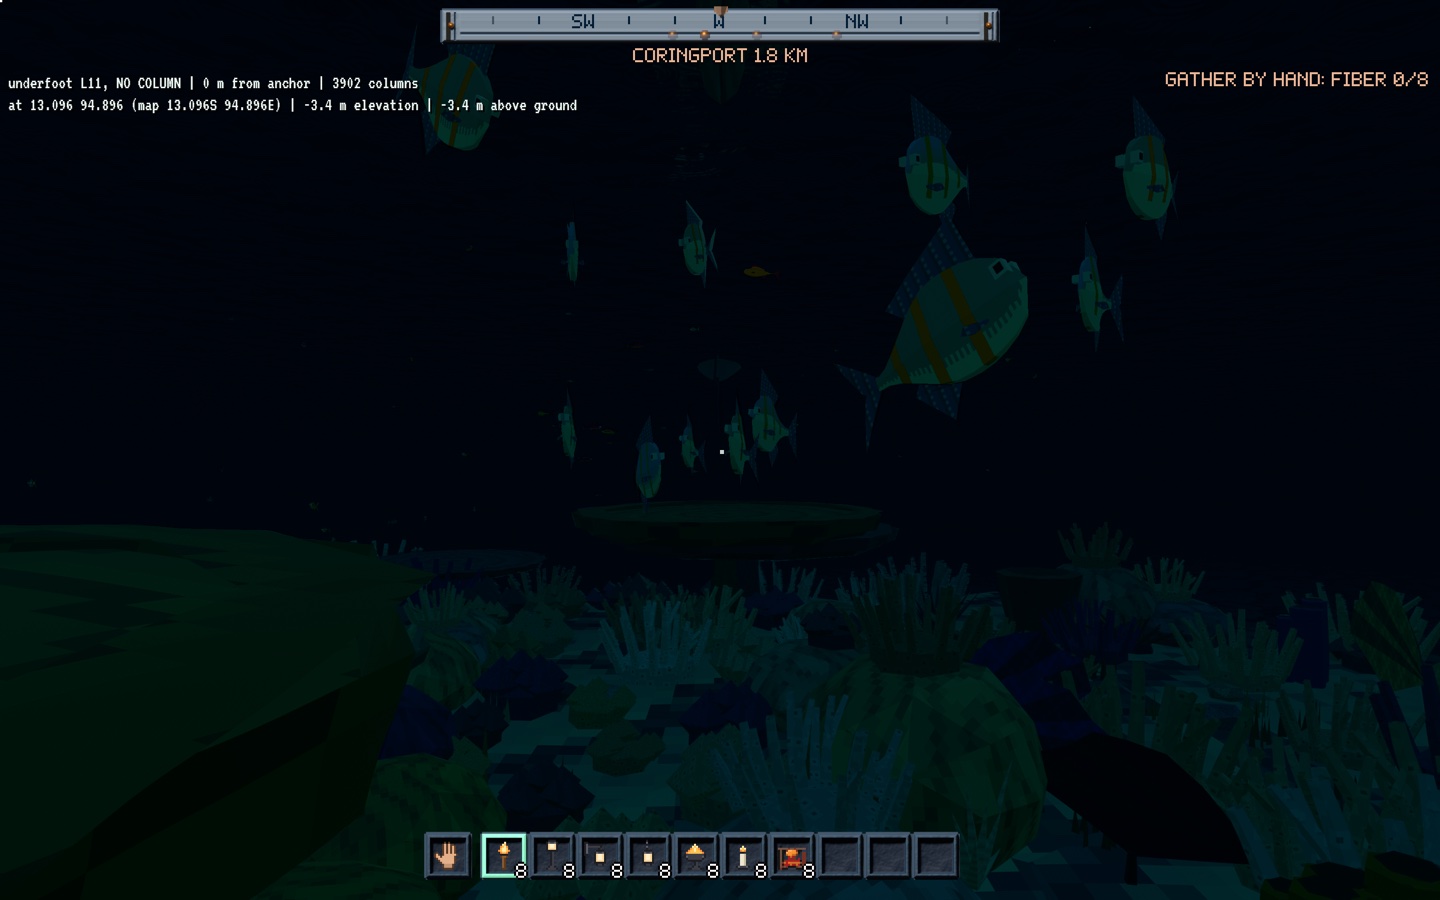 SW W NW
CORINGPORT 1.8 KM
underfoot L11, NO COLUMN | 0 m from anchor | 3902 columns
GATHER BY HAND: FIBER 0/8
at 13.096 94.896 (map 13.096S 94.896E) | -3.4 m elevation | -3.4 m above ground
8 8 8 8 8 8 8